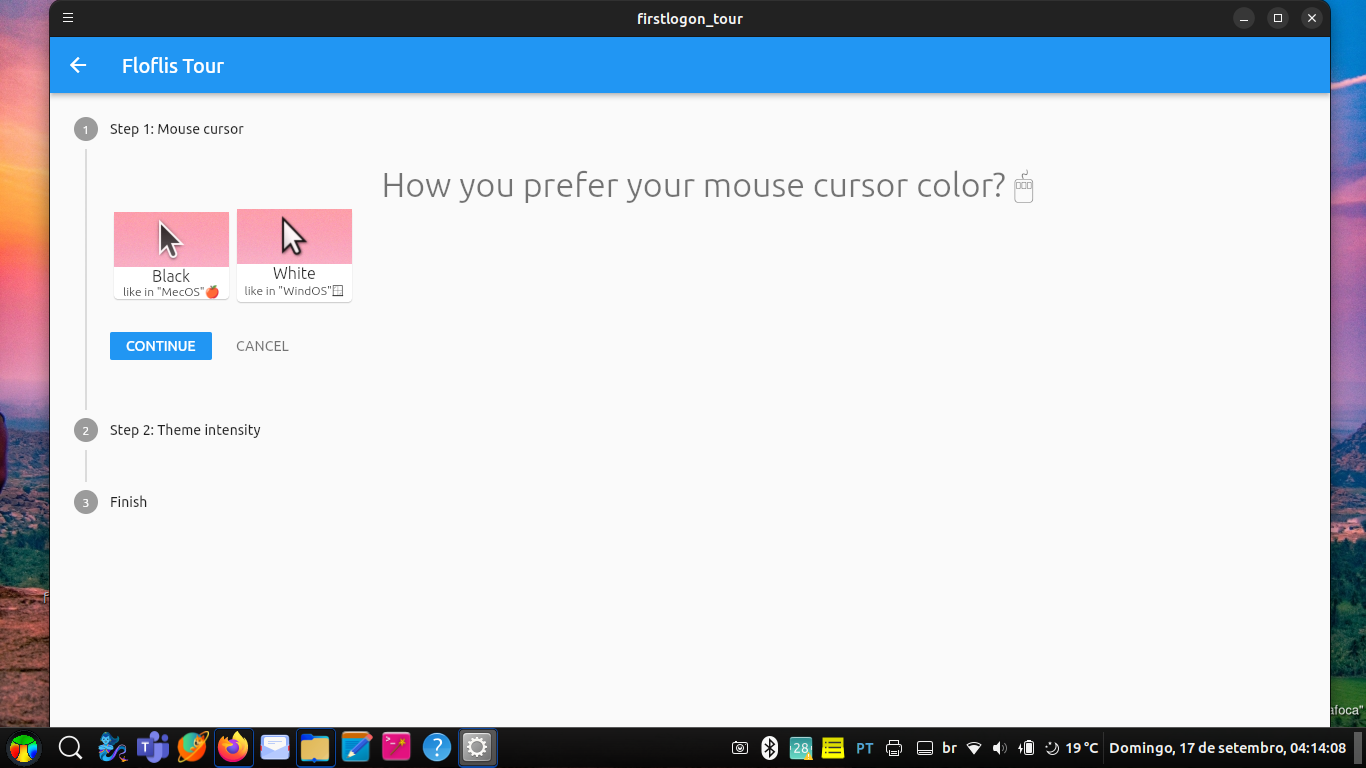 firstlogon_tour
Floflis Tour
1 Step 1: Mouse cursor
How you prefer your mouse cursor color?
Black
like in "MecOS"🍎
White
like in "WindOS"🪟
CONTINUE CANCEL
2 Step 2: Theme intensity
3 Finish
afoca"
28 PT br 19 °C Domingo, 17 de setembro, 04:14:08